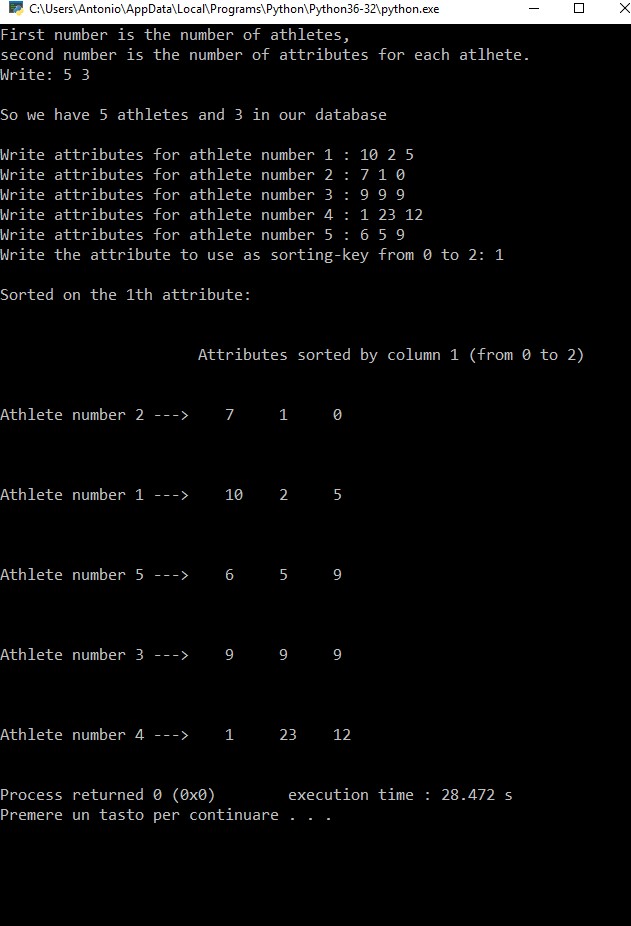 C:\Users\Antonio\AppData\Local\Programs\Python\Python36-32\python.exe
First number is the number of athletes,
second number is the number of attributes for each atlhete.
Write: 5 3
So we have 5 athletes and 3 in our database
Write attributes for athlete number 1 : 10 2 5
Write attributes for athlete number 2 : 7 1 0
Write attributes for athlete number 3 : 9 9 9
Write attributes for athlete number 4 : 1 23 12
Write attributes for athlete number 5 : 6 5 9
Write the attribute to use as sorting-key from 0 to 2: 1
Sorted on the 1th attribute:
Attributes sorted by column 1 (from 0 to 2)
Athlete number 2 ---> 7 1 0
Athlete number 1 ---> 10 2 5
Athlete number 5 ---> 6 5 9
Athlete number 3 ---> 9 9 9
Athlete number 4 ---> 1 23 12
Process returned 0 (0x0) execution time : 28.472 s
Premere un tasto per continuare . . .